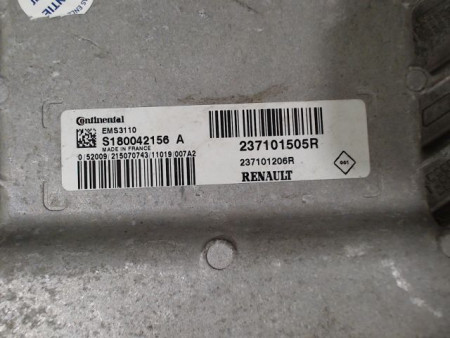 Continental
EMS3110
S180042156 A
MADE IN FRANCE
0|52009|215070743/11019|007A2
237101505R
237101206R
RENAULT